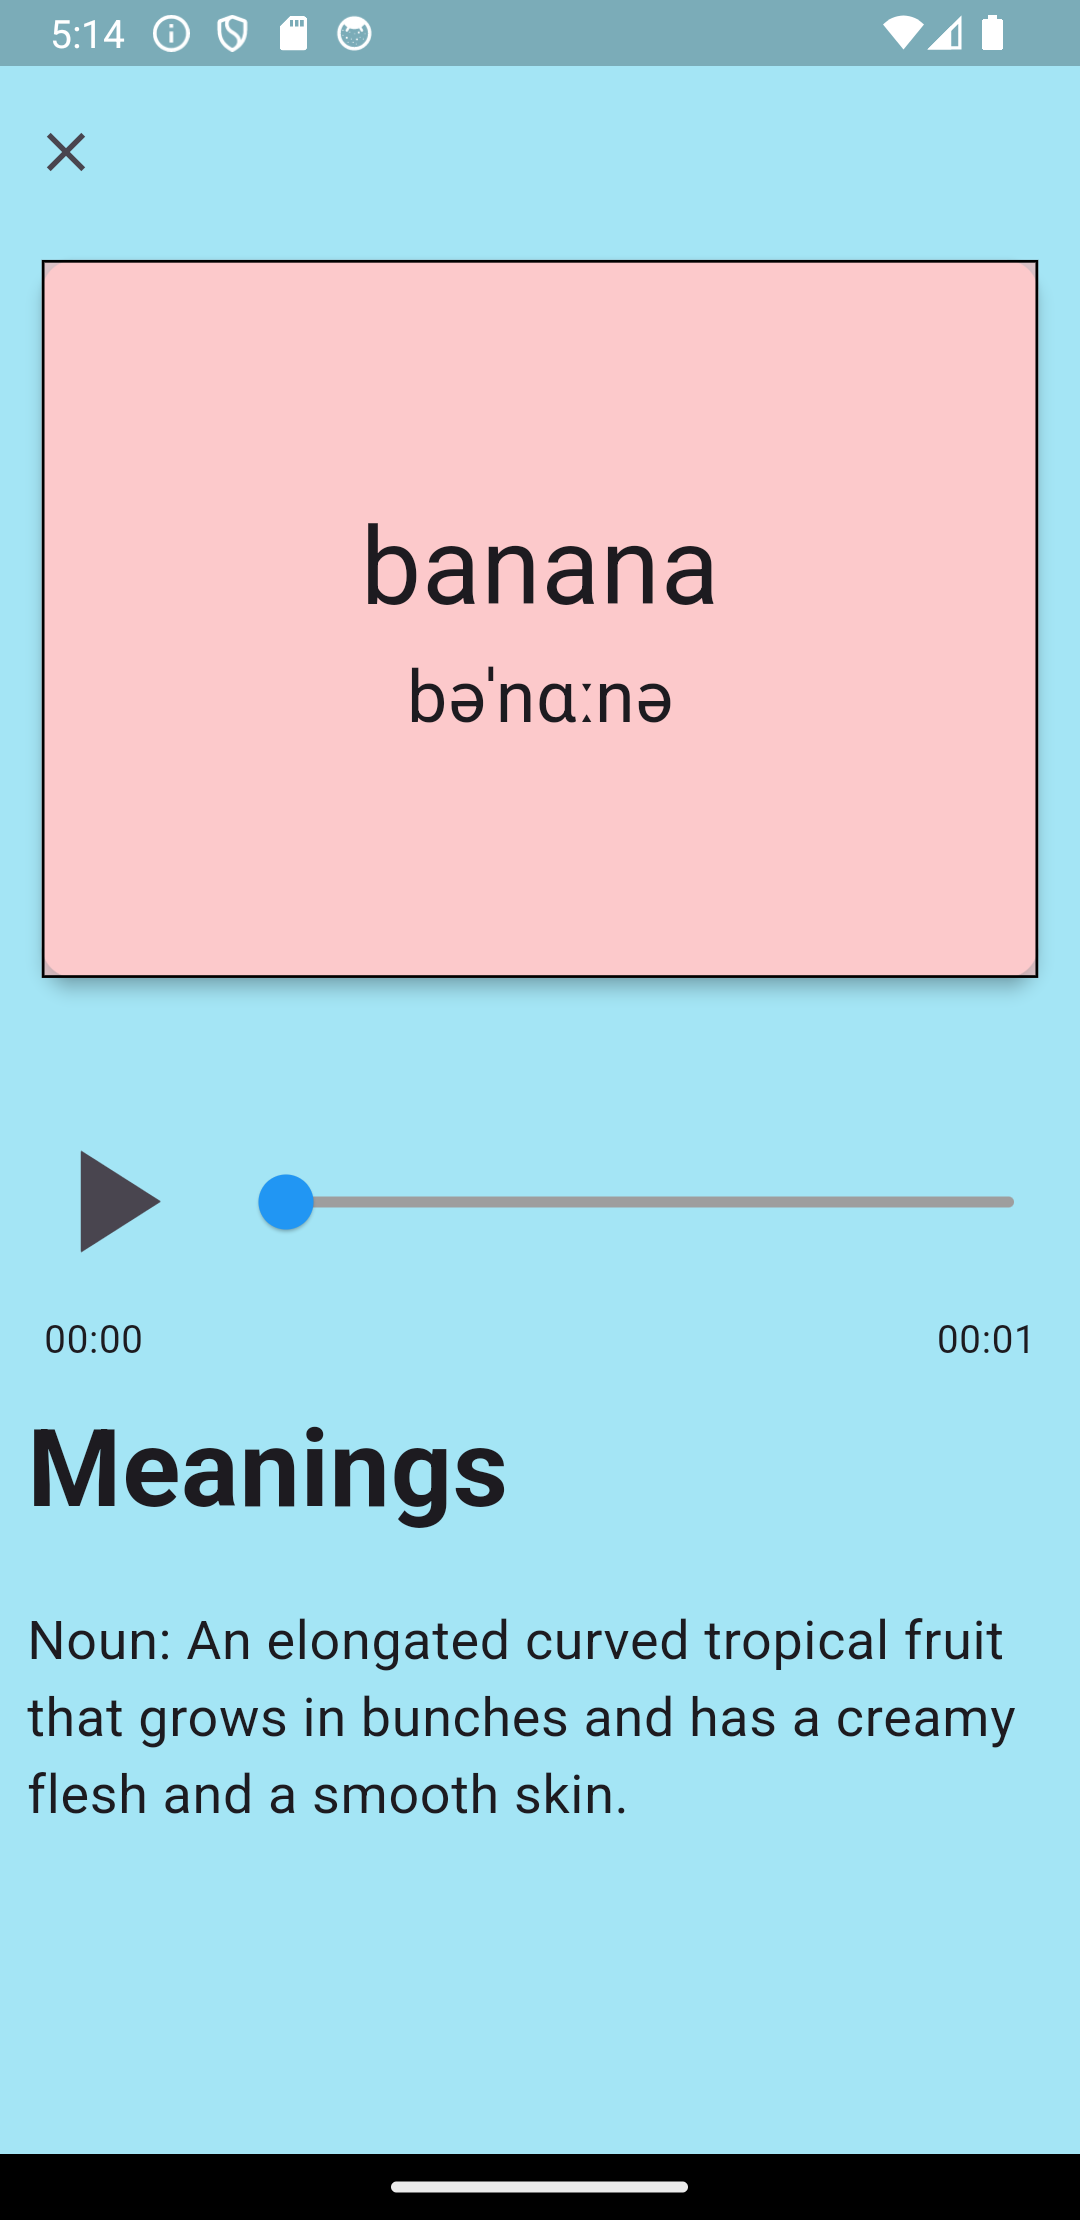 5:14
banana
bəˈnɑːnə
00:00
00:01
Meanings
Noun: An elongated curved tropical fruit
that grows in bunches and has a creamy
flesh and a smooth skin.